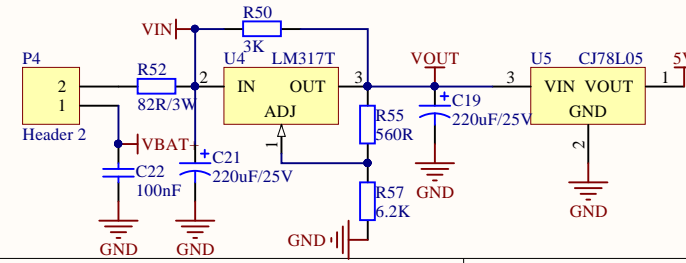 R50
VIN
3K
P4
U4
LM317T
VOUT
U5
CJ78L05
5V
R52
2
2
IN
OUT
3
3
VIN
VOUT
1
1
82R/3W
C19
R55
ADJ
GND
220uF/25V
560R
Header 2
VBAT+
1
2
C21
C22
220uF/25V
100nF
R57
GND
6.2K
GND
GND
GND
GND